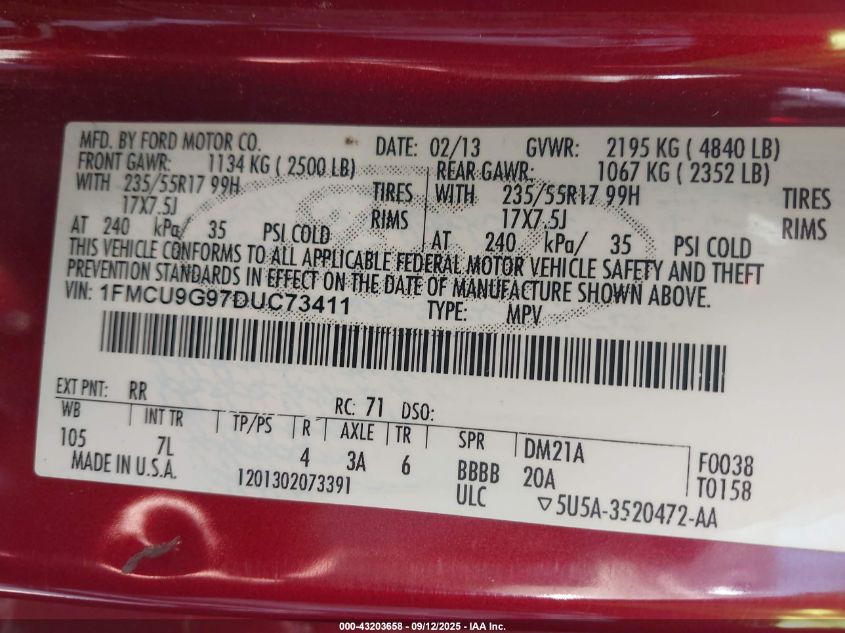 MFD. BY FORD MOTOR CO. DATE: 02/13 GVWR: 2195 KG ( 4840 LB)
FRONT GAWR: 1134 KG ( 2500 LB) REAR GAWR: 1067 KG ( 2352 LB)
WITH 235/55R17 99H TIRES WITH 235/55R17 99H TIRES
17X7.5J RIMS 17X7.5J RIMS
AT 240 kPa/ 35 PSI COLD AT 240 kPa/ 35 PSI COLD
THIS VEHICLE CONFORMS TO ALL APPLICABLE FEDERAL MOTOR VEHICLE SAFETY AND THEFT
PREVENTION STANDARDS IN EFFECT ON THE DATE OF MANUFACTURE SHOWN ABOVE.
VIN: 1FMCU9G97DUC73411 TYPE: MPV
EXT PNT: RR RC: 71 DSO:
WB INT TR TP/PS R AXLE TR SPR DM21A F0038
105 7L 4 3A 6 BBBB 20A T0158
MADE IN U.S.A. 1201302073391 ULC ▽5U5A-3520472-AA
000-43203658 - 09/12/2025 - IAA Inc.